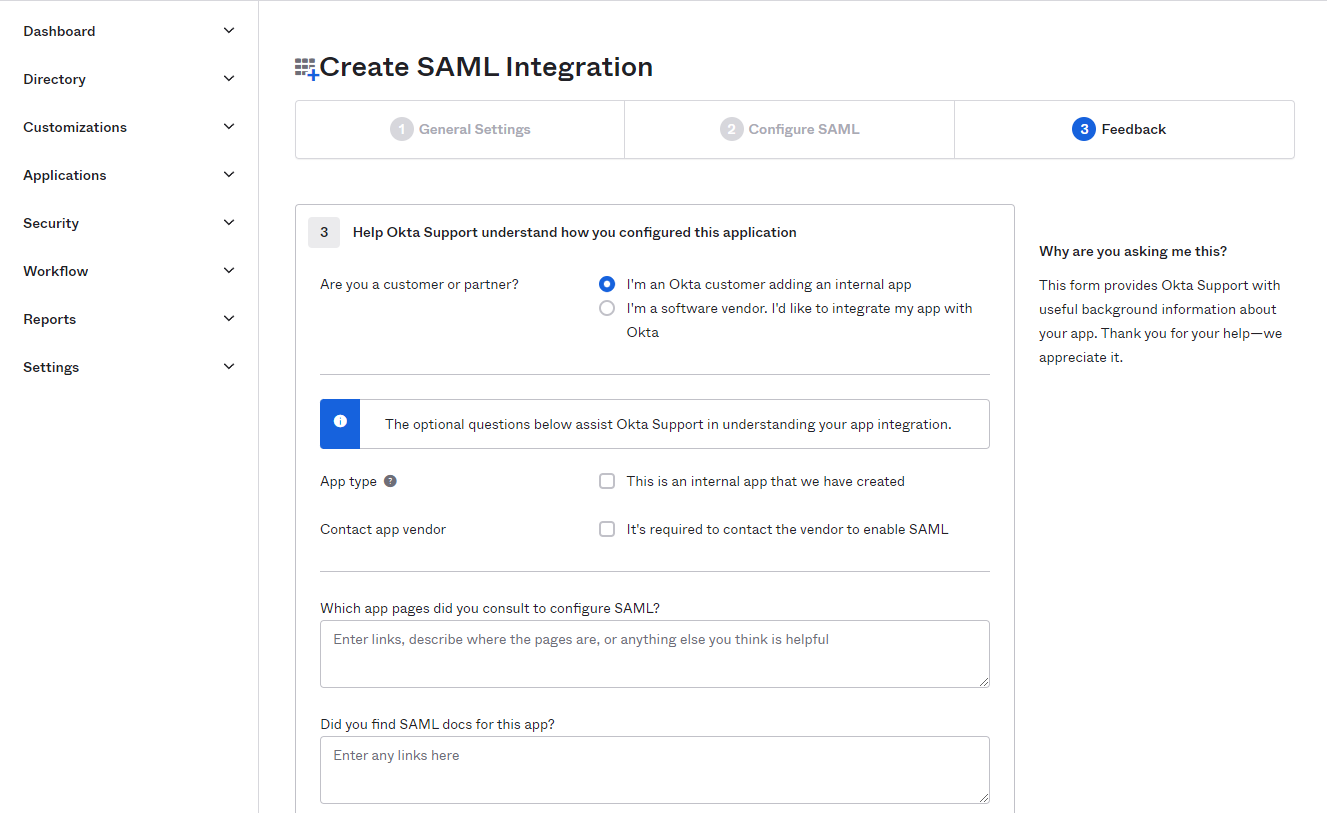 Dashboard
Directory
Customizations
Applications
Security
Workflow
Reports
Settings
Create SAML Integration
1 General Settings
2 Configure SAML
3 Feedback
3 Help Okta Support understand how you configured this application
Are you a customer or partner?
I'm an Okta customer adding an internal app
I'm a software vendor. I'd like to integrate my app with
Okta
The optional questions below assist Okta Support in understanding your app integration.
App type ?
This is an internal app that we have created
Contact app vendor
It's required to contact the vendor to enable SAML
Which app pages did you consult to configure SAML?
Enter links, describe where the pages are, or anything else you think is helpful
Did you find SAML docs for this app?
Enter any links here
Why are you asking me this?
This form provides Okta Support with
useful background information about
your app. Thank you for your help—we
appreciate it.